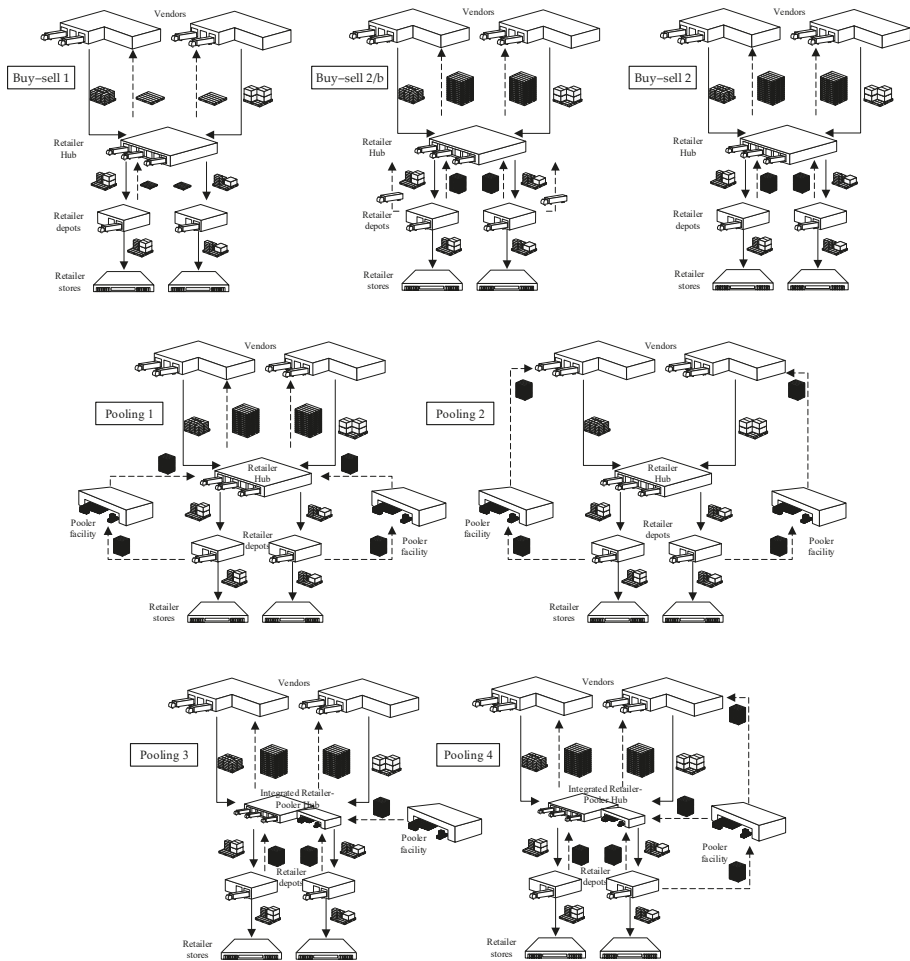 Vendors
Vendors
Vendors
Buy–sell 1
Buy–sell 2/b
Buy–sell 2
Retailer
Hub
Retailer
Hub
Retailer
Hub
Retailer
depots
Retailer
depots
Retailer
depots
Retailer
stores
Retailer
stores
Retailer
stores
Vendors
Vendors
Pooling 1
Pooling 2
Retailer
Hub
Retailer
Hub
Pooler
facility
Retailer
depots
Pooler
facility
Pooler
facility
Retailer
depots
Pooler
facility
Retailer
stores
Retailer
stores
Vendors
Vendors
Pooling 3
Pooling 4
Integrated Retailer-
Pooler Hub
Integrated Retailer-
Pooler Hub
Pooler
facility
Pooler
facility
Retailer
depots
Retailer
depots
Retailer
stores
Retailer
stores